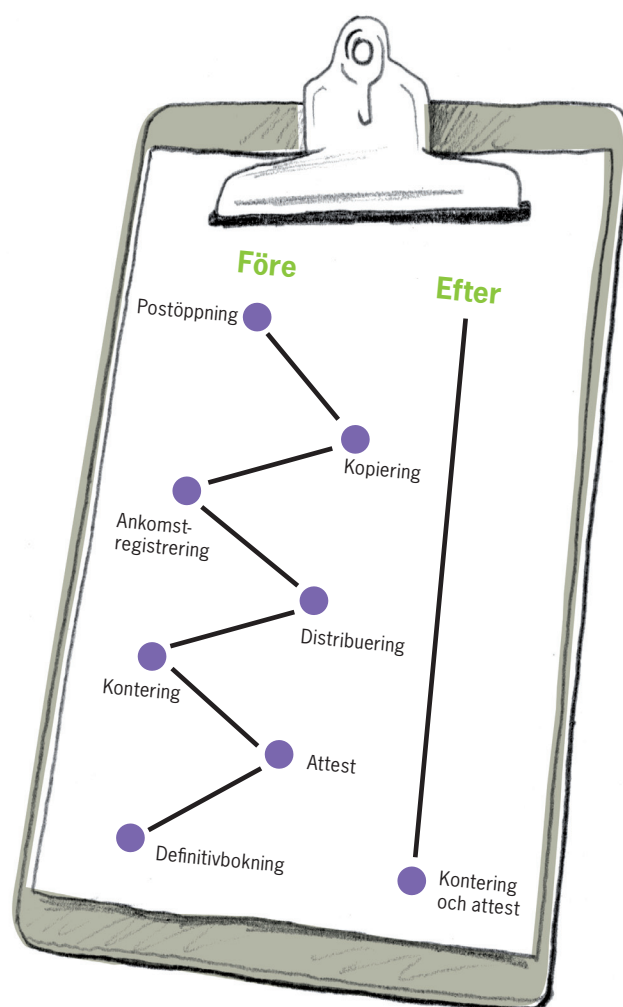 Före
Postöppning
Kopiering
Ankomst-
registrering
Distribuering
Kontering
Attest
Definitivbokning
Efter
Kontering
och attest